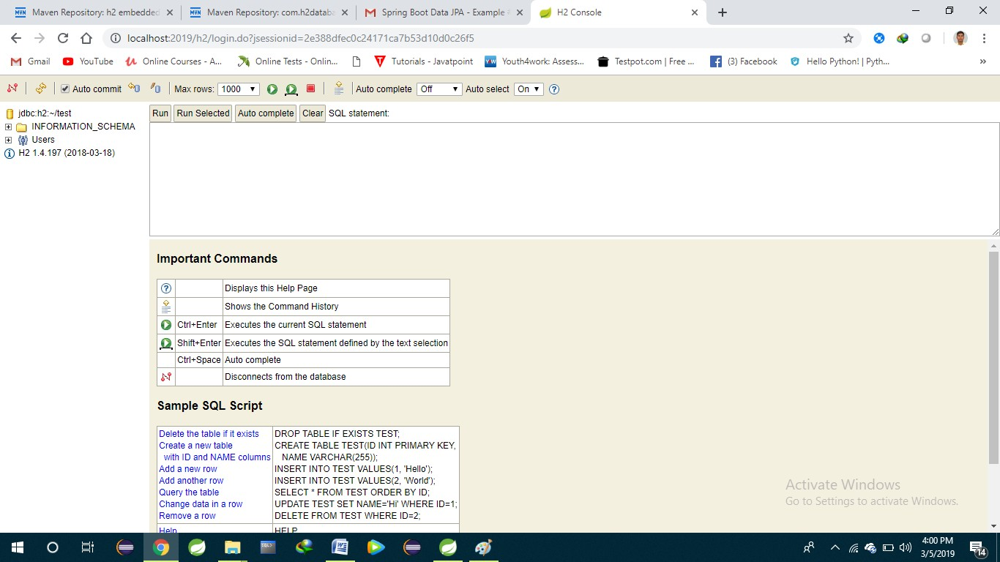 Maven Repository: h2 embedded
Maven Repository: com.h2databa
Spring Boot Data JPA - Example
H2 Console
localhost:2019/h2/login.do?jsessionid=2e388dfec0c24171ca7b53d10d0c26f5
Gmail YouTube Online Courses - A... Online Tests - Onlin... Tutorials - Javatpoint Youth4work: Assess... Testpot.com | Free ... (3) Facebook Hello Python! | Pyth... »
Auto commit Max rows: 1000 Auto complete Off Auto select On
jdbc:h2:~/test
INFORMATION_SCHEMA
Users
H2 1.4.197 (2018-03-18)
Run Run Selected Auto complete Clear SQL statement:
Important Commands
? Displays this Help Page
Shows the Command History
Ctrl+Enter Executes the current SQL statement
Shift+Enter Executes the SQL statement defined by the text selection
Ctrl+Space Auto complete
Disconnects from the database
Sample SQL Script
Delete the table if it exists DROP TABLE IF EXISTS TEST;
Create a new table CREATE TABLE TEST(ID INT PRIMARY KEY,
with ID and NAME columns NAME VARCHAR(255));
Add a new row INSERT INTO TEST VALUES(1, 'Hello');
Add another row INSERT INTO TEST VALUES(2, 'World');
Query the table SELECT * FROM TEST ORDER BY ID;
Change data in a row UPDATE TEST SET NAME='Hi' WHERE ID=1;
Remove a row DELETE FROM TEST WHERE ID=2;
Help HELP
Activate Windows
Go to Settings to activate Windows.
4:00 PM
3/5/2019
14